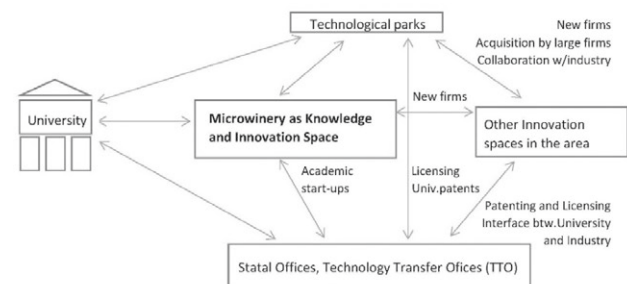 Technological parks
New firms
Acquisition by large firms
Collaboration w/industry
University
Microwinery as Knowledge
and Innovation Space
New firms
Other Innovation
spaces in the area
Academic
start-ups
Licensing
Univ.patents
Patenting and Licensing
Interface btw.University
and Industry
Statal Offices, Technology Transfer Ofices (TTO)